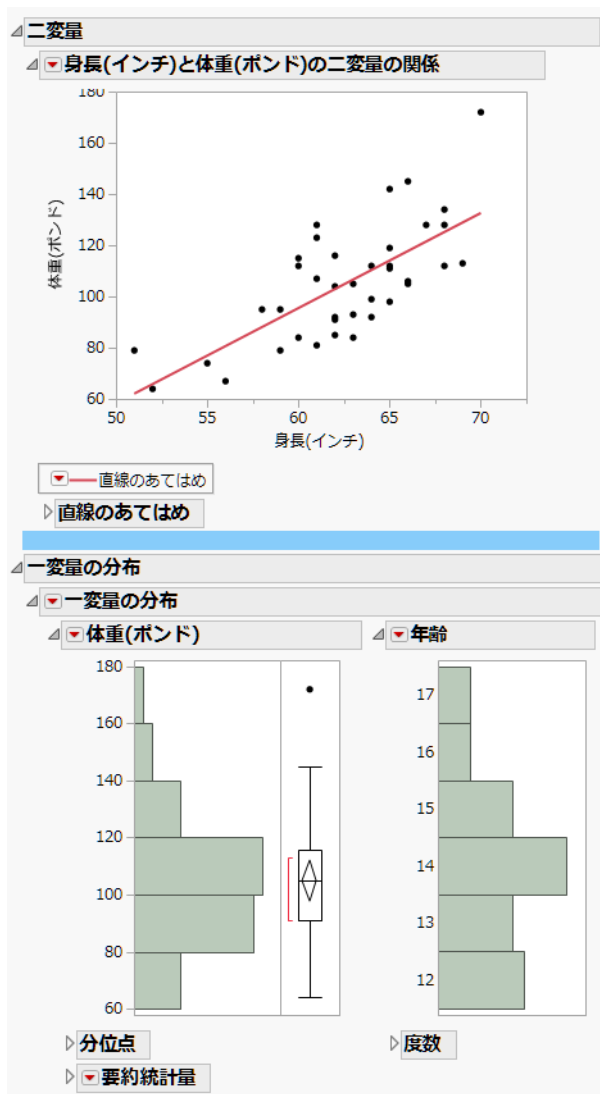 二変量
身長(インチ)と体重(ポンド)の二変量の関係
180
160
140
120
100
80
60
体重(ポンド)
50 55 60 65 70
身長(インチ)
直線のあてはめ
直線のあてはめ
一変量の分布
一変量の分布
体重(ポンド)
180
160
140
120
100
80
60
分位点
要約統計量
年齢
17
16
15
14
13
12
度数